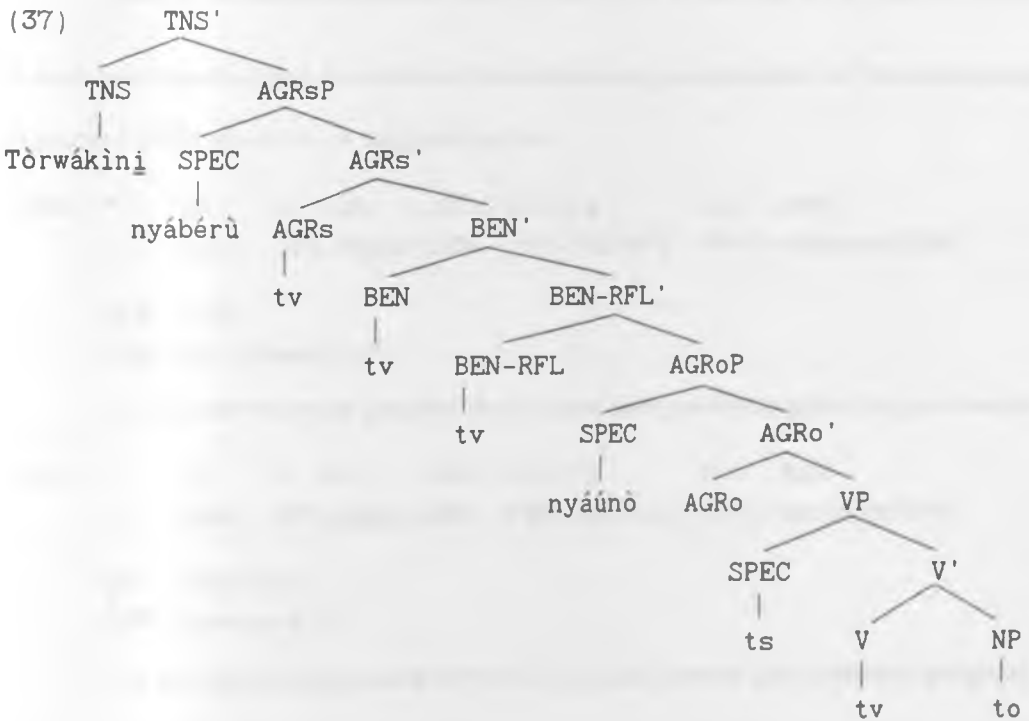 (37) TNS'
TNS AGRsP
Tòrwákìni SPEC AGRs'
nyábérù AGRs BEN'
tv BEN BEN-RFL'
tv BEN-RFL AGRoP
tv SPEC AGRo'
nyáúnò AGRo VP
SPEC V'
ts V NP
tv to